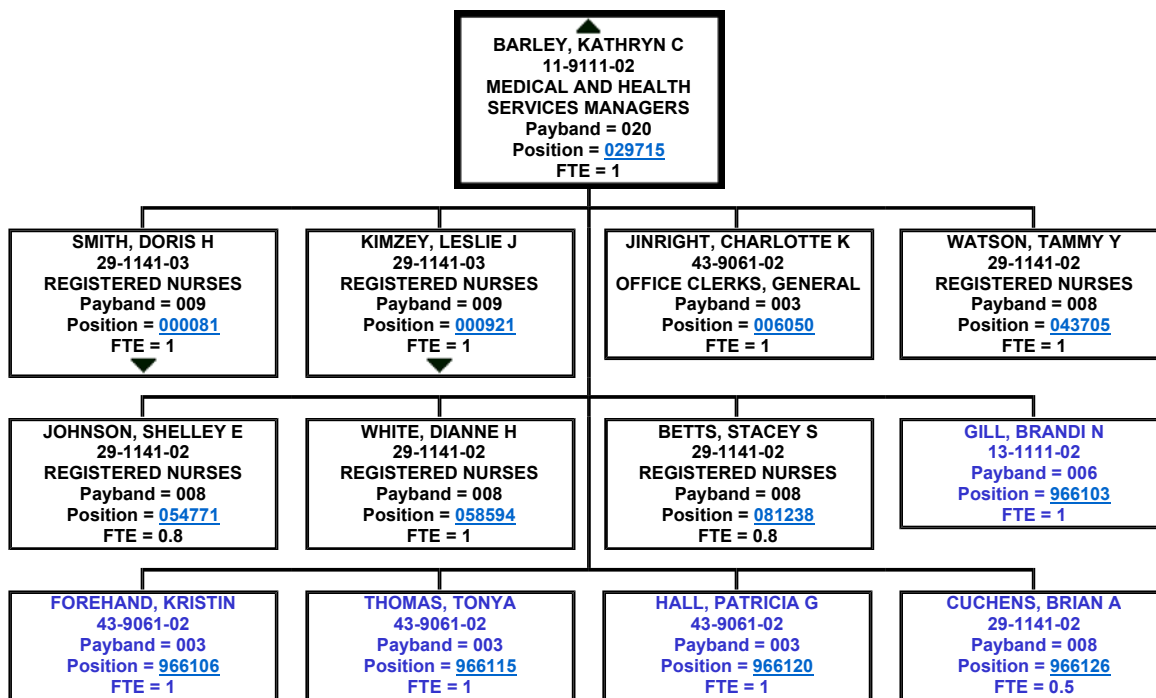 BARLEY, KATHRYN C
11-9111-02
MEDICAL AND HEALTH
SERVICES MANAGERS
Payband = 020
Position = 029715
FTE = 1
SMITH, DORIS H
29-1141-03
REGISTERED NURSES
Payband = 009
Position = 000081
FTE = 1
KIMZEY, LESLIE J
29-1141-03
REGISTERED NURSES
Payband = 009
Position = 000921
FTE = 1
JINRIGHT, CHARLOTTE K
43-9061-02
OFFICE CLERKS, GENERAL
Payband = 003
Position = 006050
FTE = 1
WATSON, TAMMY Y
29-1141-02
REGISTERED NURSES
Payband = 008
Position = 043705
FTE = 1
JOHNSON, SHELLEY E
29-1141-02
REGISTERED NURSES
Payband = 008
Position = 054771
FTE = 0.8
WHITE, DIANNE H
29-1141-02
REGISTERED NURSES
Payband = 008
Position = 058594
FTE = 1
BETTS, STACEY S
29-1141-02
REGISTERED NURSES
Payband = 008
Position = 081238
FTE = 0.8
GILL, BRANDI N
13-1111-02
Payband = 006
Position = 966103
FTE = 1
FOREHAND, KRISTIN
43-9061-02
Payband = 003
Position = 966106
FTE = 1
THOMAS, TONYA
43-9061-02
Payband = 003
Position = 966115
FTE = 1
HALL, PATRICIA G
43-9061-02
Payband = 003
Position = 966120
FTE = 1
CUCHENS, BRIAN A
29-1141-02
Payband = 008
Position = 966126
FTE = 0.5